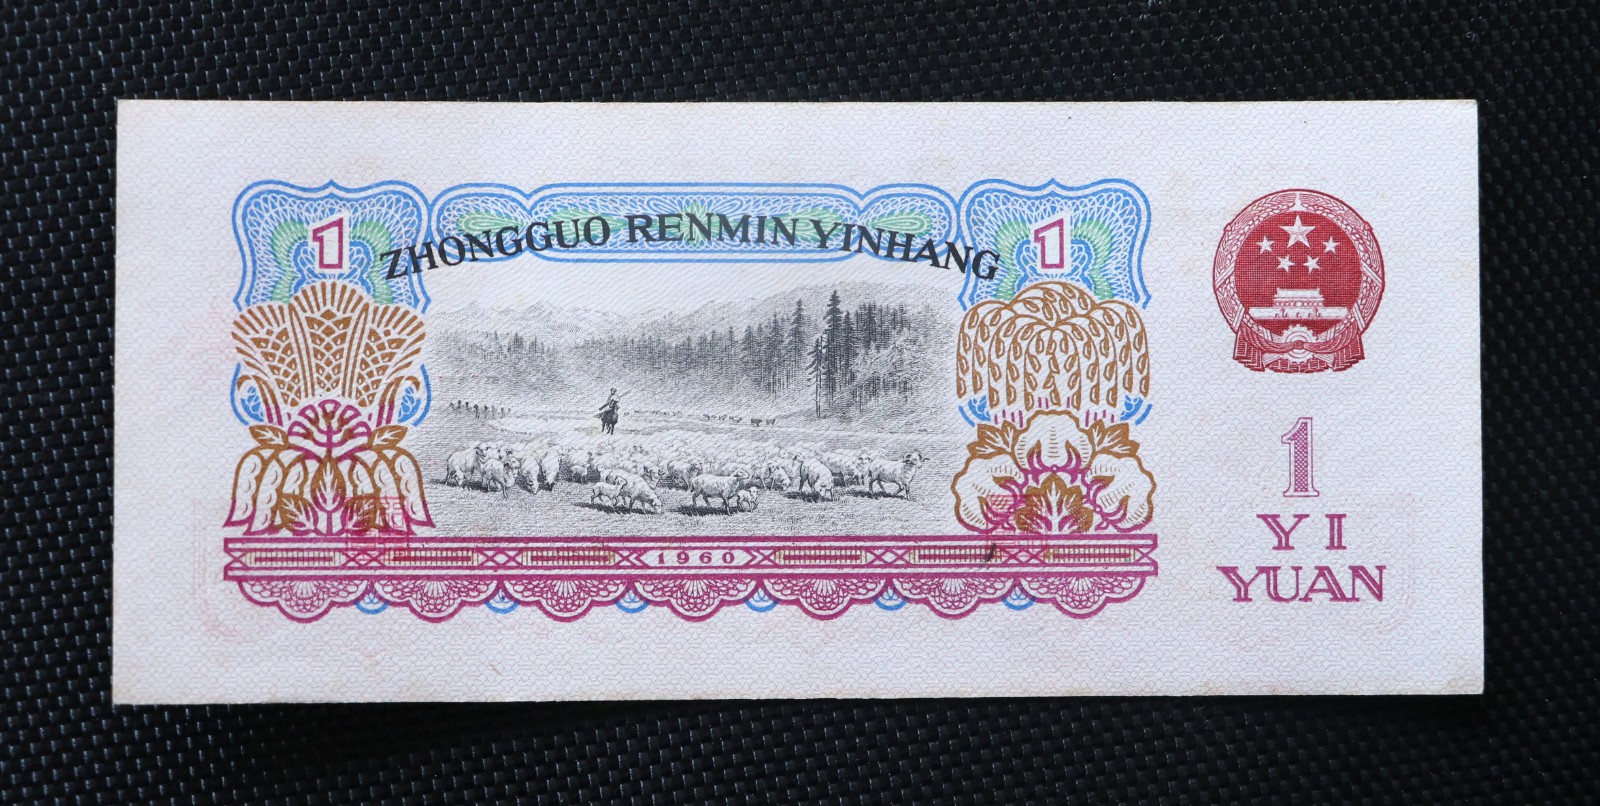 1 1
ZHONGGUO RENMIN YINHANG
1960
1
YI
YUAN